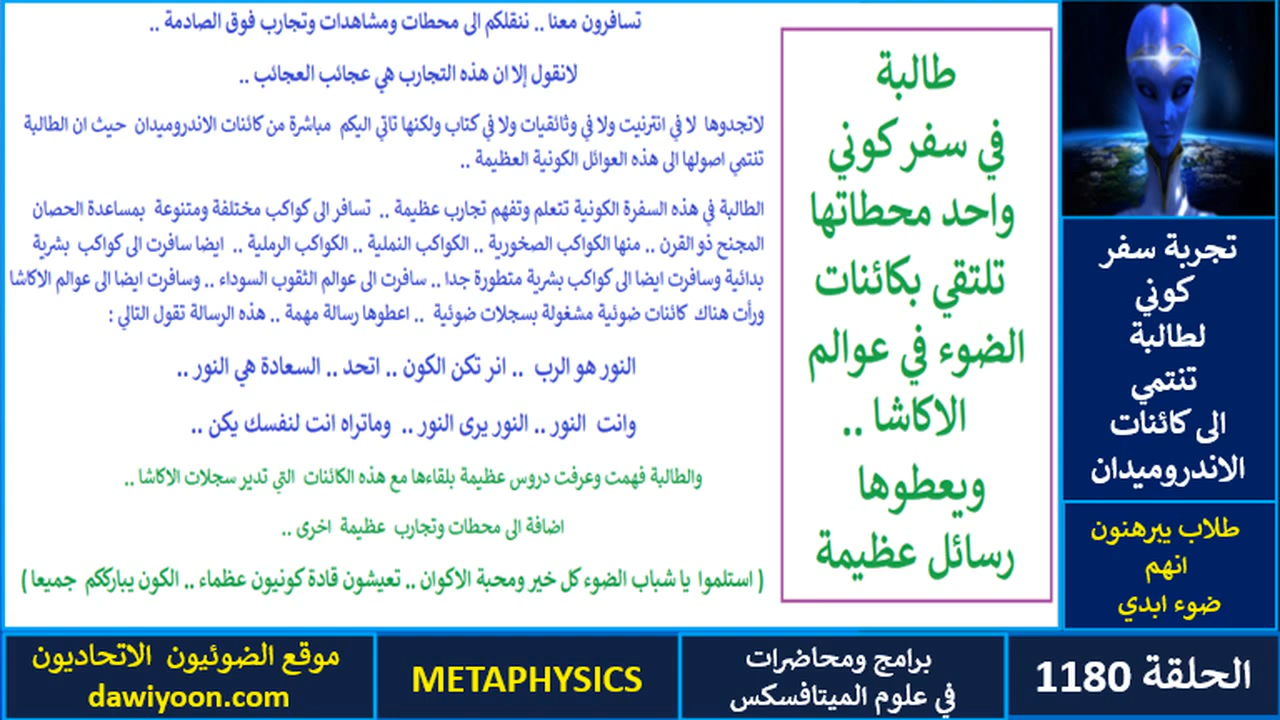 تسافرون معنا .. ننقلكم الى محطات ومشاهدات وتجارب فوق الصادمة ..
لانقول إلا ان هذه التجارب هي عجائب العجائب ..
لاتجدوها لا في انترنيت ولا في وثائقيات ولا في كتاب ولكنها تاتي اليكم مباشرة من كائنات الاندروميدان حيث ان الطالبة
تنتمي اصولها الى هذه العوائل الكونية العظيمة ..
الطالبة في هذه السفرة الكونية تتعلم وتفهم تجارب عظيمة .. تسافر الى كواكب مختلفة ومتنوعة بمساعدة الحصان
المجنح ذو القرن .. منها الكواكب الصخورية .. الكواكب النملية .. الكواكب الرملية .. ايضا سافرت الى كواكب بشرية
بدائية وسافرت ايضا الى كواكب بشرية متطورة جدا .. سافرت الى عوالم الثقوب السوداء .. وسافرت ايضا الى عوالم الاكاشا
ورأت هناك كائنات ضوئية مشغولة بسجلات ضوئية .. اعطوها رسالة مهمة .. هذه الرسالة تقول التالي :
النور هو الرب .. انر تكن الكون .. اتحد .. السعادة هي النور ..
وانت النور .. النور يرى النور .. وماتراه انت لنفسك يكن ..
والطالبة فهمت وعرفت دروس عظيمة بلقاءها مع هذه الكائنات التي تدير سجلات الاكاشا ..
اضافة الى محطات وتجارب عظيمة اخرى ..
( استلموا يا شباب الضوء كل خير ومحبة الاكوان .. تعيشون قادة كونيون عظماء .. الكون يبارككم جميعا )
طالبة
في سفر كوني
واحد محطاتها
تلتقي بكائنات
الضوء في عوالم
الاكاشا ..
ويعطوها
رسائل عظيمة
تجربة سفر
كوني
لطالبة
تنتمي
الى كائنات
الاندروميدان
طلاب يبرهنون
انهم
ضوء ابدي
الحلقة 1180
برامج ومحاضرات
في علوم الميتافسكس
METAPHYSICS
موقع الضوئيون الاتحاديون
dawiyoon.com